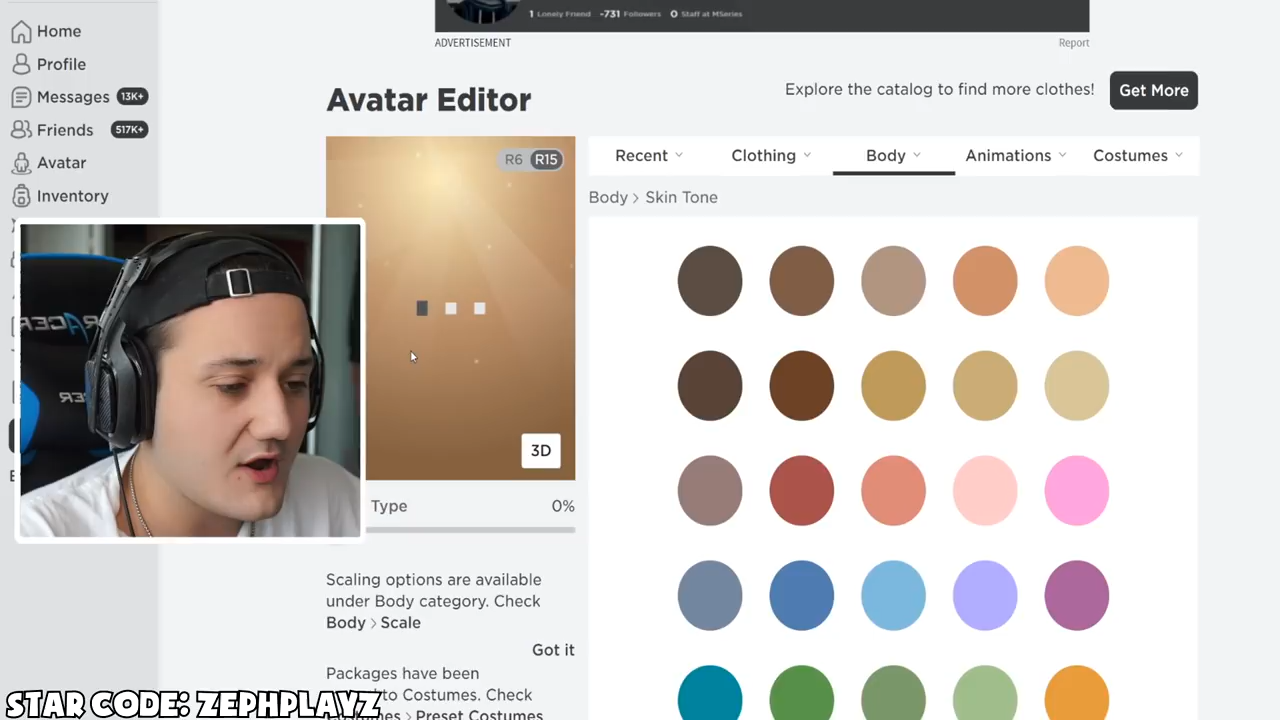 1 Lonely Friend -731 Followers 0 Staff at MSeries
ADVERTISEMENT
Report
Home
Profile
Messages 13K+
Friends 517K+
Avatar
Inventory
Avatar Editor
Explore the catalog to find more clothes!
Get More
R6 R15
3D
Recent
Clothing
Body
Animations
Costumes
Body > Skin Tone
Type 0%
Scaling options are available
under Body category. Check
Body > Scale
Got it
Packages have been
to Costumes. Check
> Preset Costumes
STAR CODE: ZEPHPLAYZ